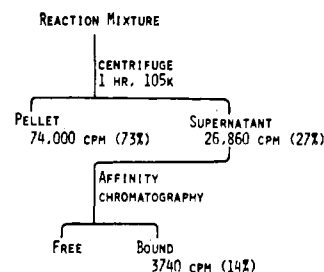 REACTION MIXTURE
CENTRIFUGE
1 HR, 105K
PELLET SUPERNATANT
74,000 CPM (73%) 26,860 CPM (27%)
AFFINITY
CHROMATOGRAPHY
FREE BOUND
3740 CPM (14%)